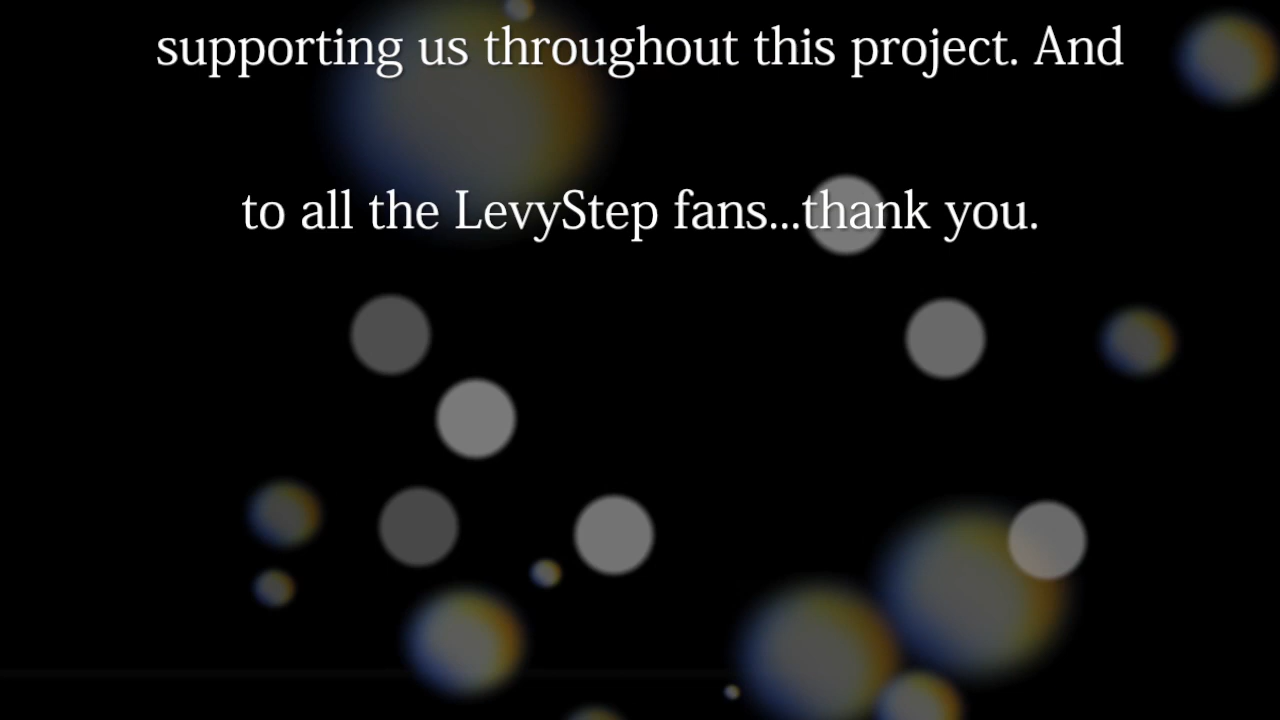 supporting us throughout this project. And
to all the LevyStep fans...thank you.